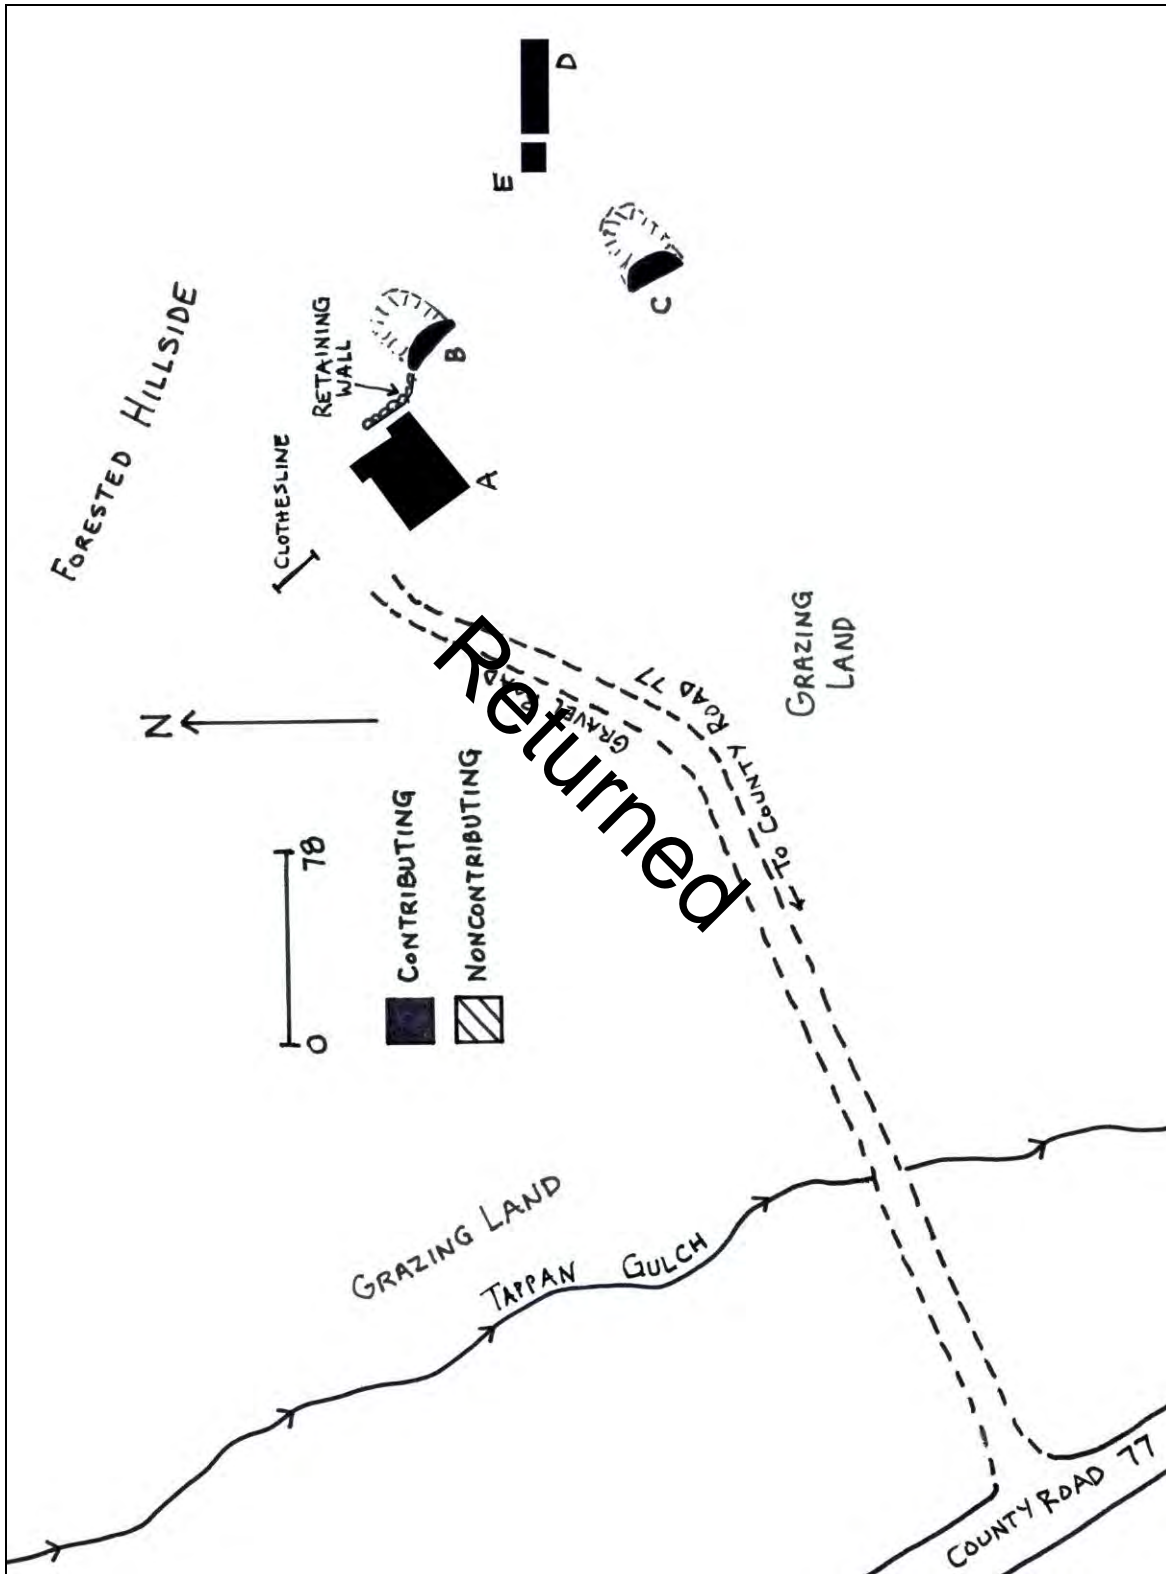 FORESTED HILLSIDE
CLOTHESLINE
RETAINING
WALL
A
B
C
D
E
N
0
78
CONTRIBUTING
NONCONTRIBUTING
GRAVEL ROAD
TO COUNTY ROAD 77
GRAZING
LAND
GRAZING LAND
TAPPAN GULCH
COUNTY ROAD 77
Returned